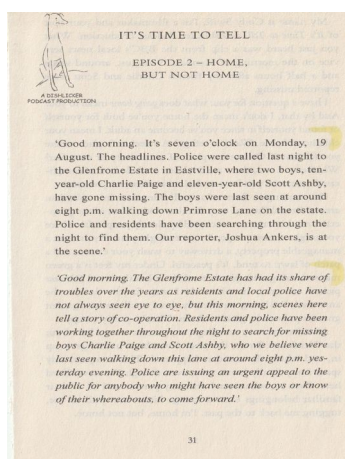 IT'S TIME TO TELL
EPISODE 2 – HOME,
BUT NOT HOME
A DISHLICKER
PODCAST PRODUCTION
'Good morning. It's seven o'clock on Monday, 19
August. The headlines. Police were called last night to
the Glenfrome Estate in Eastville, where two boys, ten-
year-old Charlie Paige and eleven-year-old Scott Ashby,
have gone missing. The boys were last seen at around
eight p.m. walking down Primrose Lane on the estate.
Police and residents have been searching through the
night to find them. Our reporter, Joshua Ankers, is at
the scene.'
'Good morning. The Glenfrome Estate has had its share of
troubles over the years as residents and local police have
not always seen eye to eye, but this morning, scenes here
tell a story of co-operation. Residents and police have been
working together throughout the night to search for missing
boys Charlie Paige and Scott Ashby, who we believe were
last seen walking down this lane at around eight p.m. yes-
terday evening. Police are issuing an urgent appeal to the
public for anybody who might have seen the boys or know
of their whereabouts, to come forward.'
31